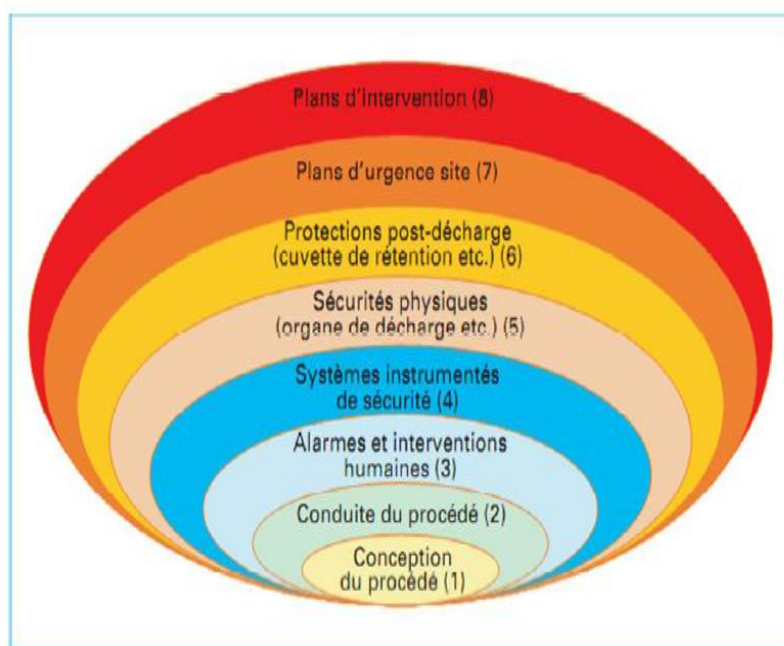 Plans d'intervention (8)
Plans d'urgence site (7)
Protections post-décharge
(cuvette de rétention etc.) (6)
Sécurités physiques
(organe de décharge etc.) (5)
Systèmes instrumentés
de sécurité (4)
Alarmes et interventions
humaines (3)
Conduite du procédé (2)
Conception
du procédé (1)